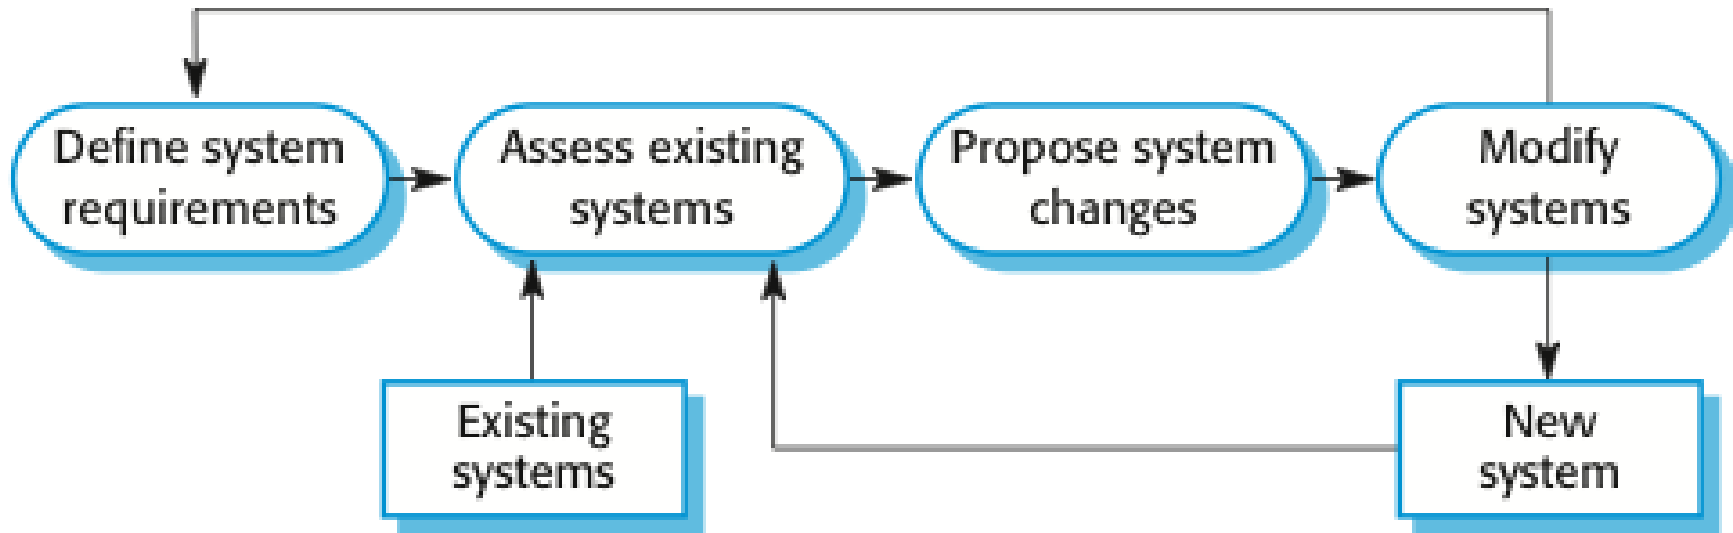 Define system
requirements
Assess existing
systems
Propose system
changes
Modify
systems
Existing
systems
New
system